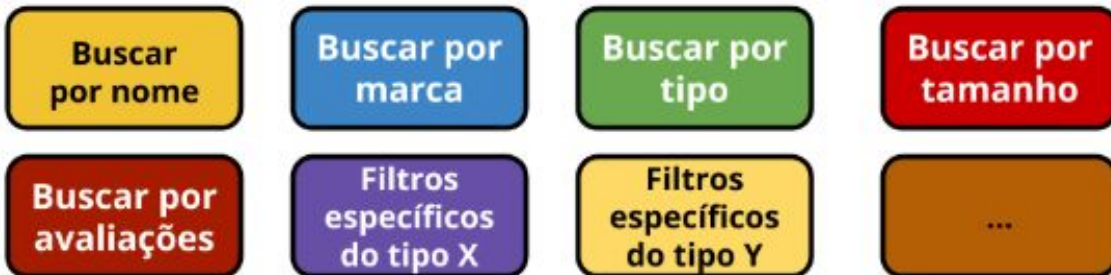 Buscar
por nome
Buscar por
marca
Buscar por
tipo
Buscar por
tamanho
Buscar por
avaliações
Filtros
específicos
do tipo X
Filtros
específicos
do tipo Y
...